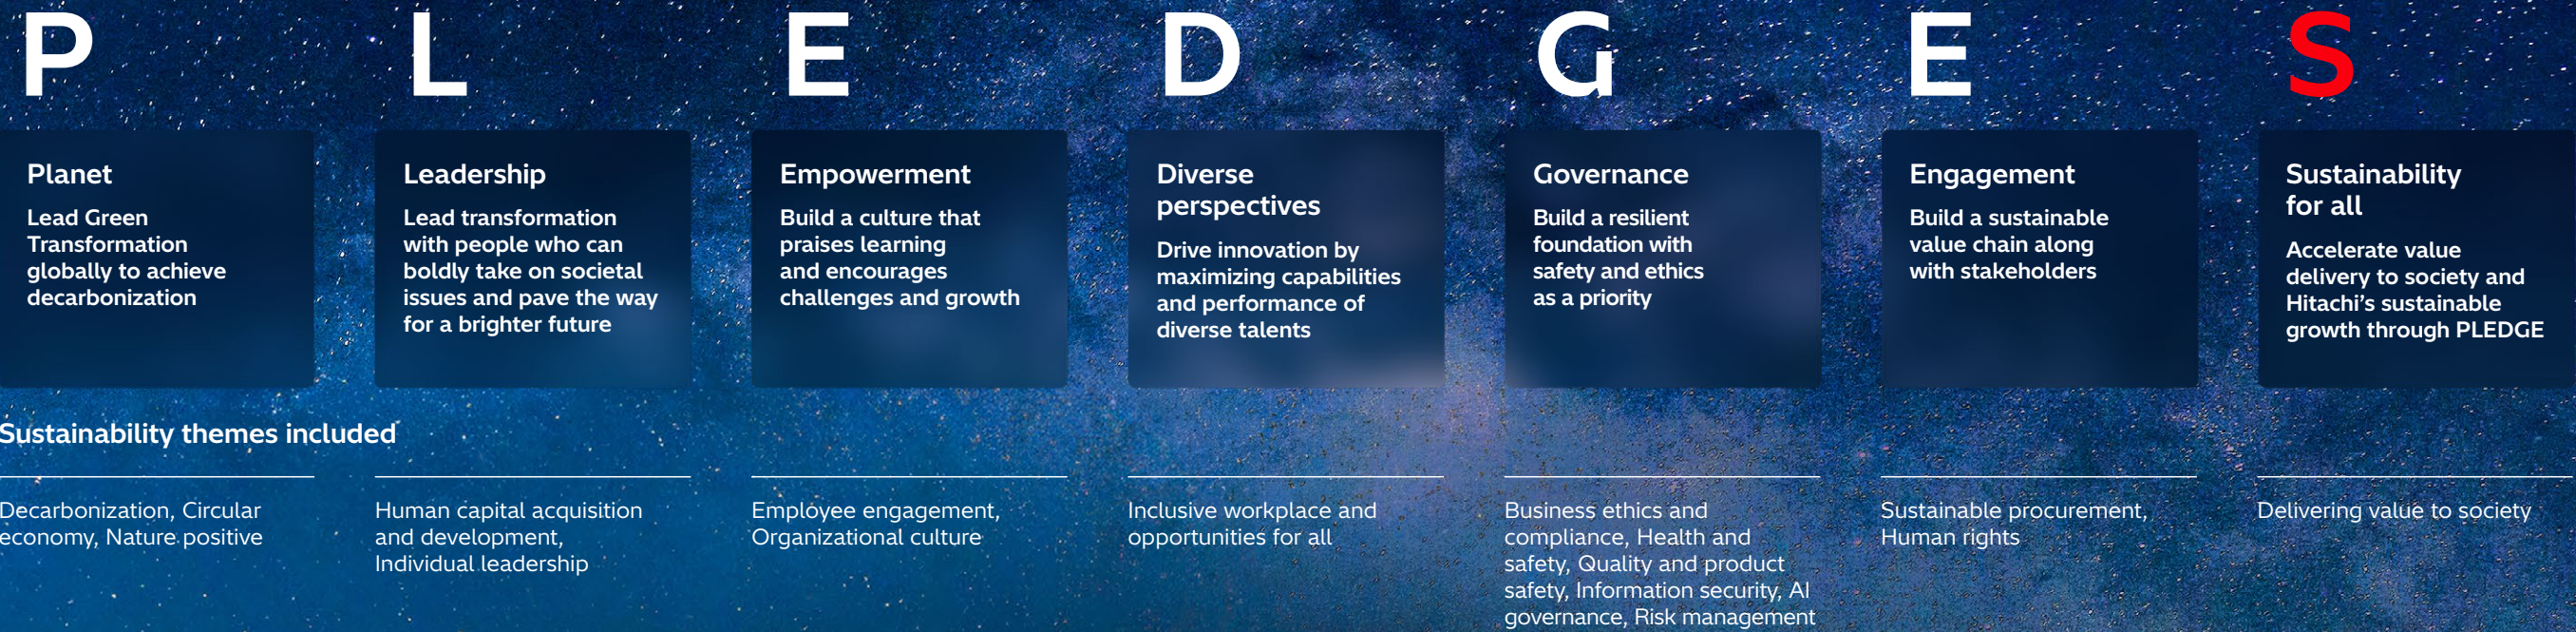 P
L
E
D
G
E
S
Planet
Lead Green
Transformation
globally to achieve
decarbonization
Leadership
Lead transformation
with people who can
boldly take on societal
issues and pave the way
for a brighter future
Empowerment
Build a culture that
praises learning
and encourages
challenges and growth
Diverse
perspectives
Drive innovation by
maximizing capabilities
and performance of
diverse talents
Governance
Build a resilient
foundation with
safety and ethics
as a priority
Engagement
Build a sustainable
value chain along
with stakeholders
Sustainability
for all
Accelerate value
delivery to society and
Hitachi’s sustainable
growth through PLEDGE
Sustainability themes included
Decarbonization, Circular
economy, Nature positive
Human capital acquisition
and development,
Individual leadership
Employee engagement,
Organizational culture
Inclusive workplace and
opportunities for all
Business ethics and
compliance, Health and
safety, Quality and product
safety, Information security, AI
governance, Risk management
Sustainable procurement,
Human rights
Delivering value to society